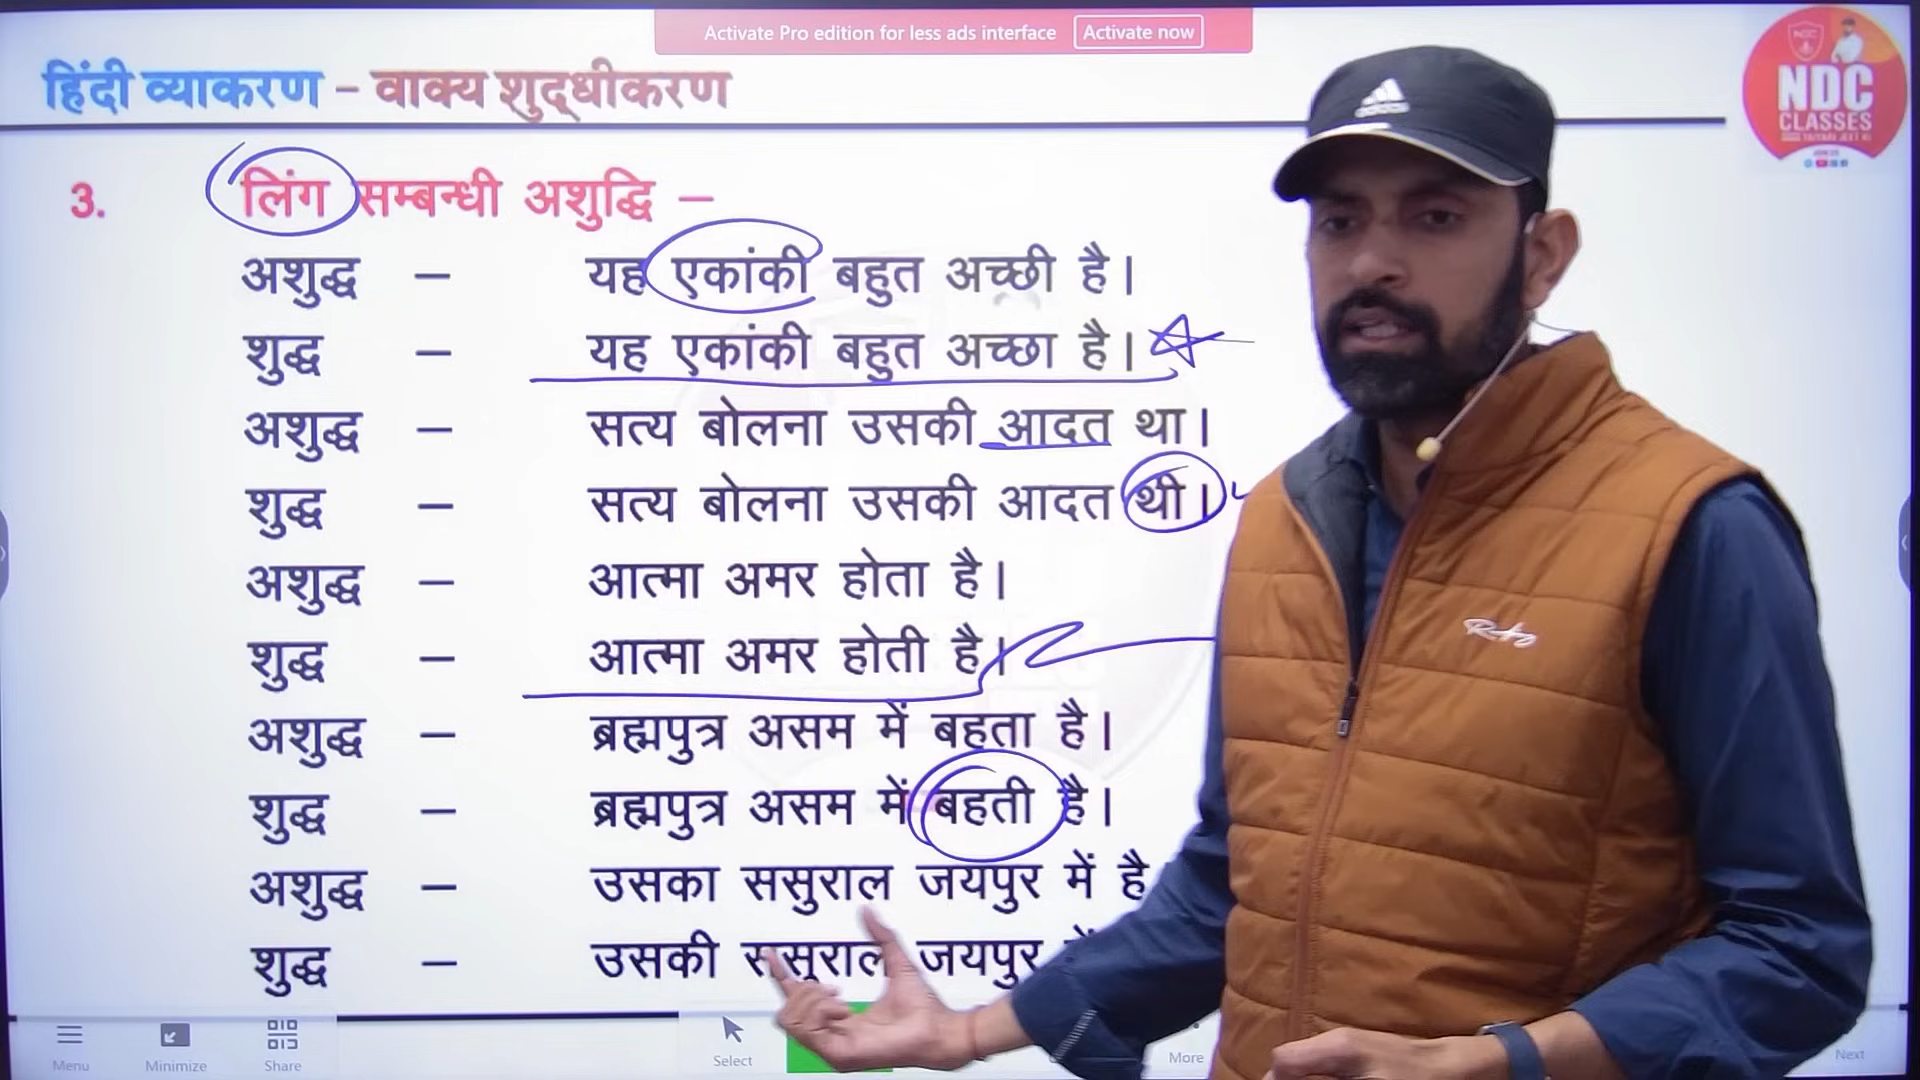 Activate Pro edition for less ads interface Activate now
हिंदी व्याकरण – वाक्य शुद्धीकरण
NDC
CLASSES
3. लिंग सम्बन्धी अशुद्धि –
अशुद्ध – यह एकांकी बहुत अच्छी है।
शुद्ध – यह एकांकी बहुत अच्छा है।
अशुद्ध – सत्य बोलना उसकी आदत था।
शुद्ध – सत्य बोलना उसकी आदत थी।
अशुद्ध – आत्मा अमर होता है।
शुद्ध – आत्मा अमर होती है।
अशुद्ध – ब्रह्मपुत्र असम में बहता है।
शुद्ध – ब्रह्मपुत्र असम में बहती है।
अशुद्ध – उसका ससुराल जयपुर में है
शुद्ध – उसकी ससुराल जयपुर
adidas
Menu Minimize Share Select More Next